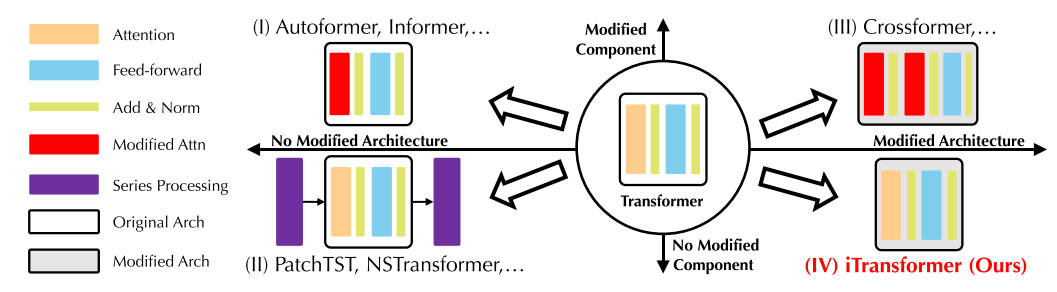 Attention
Feed-forward
Add & Norm
Modified Attn
Series Processing
Original Arch
Modified Arch
(I) Autoformer, Informer,...
No Modified Architecture
(II) PatchTST, NSTransformer,...
Modified
Component
Transformer
No Modified
Component
(III) Crossformer,...
Modified Architecture
(IV) iTransformer (Ours)